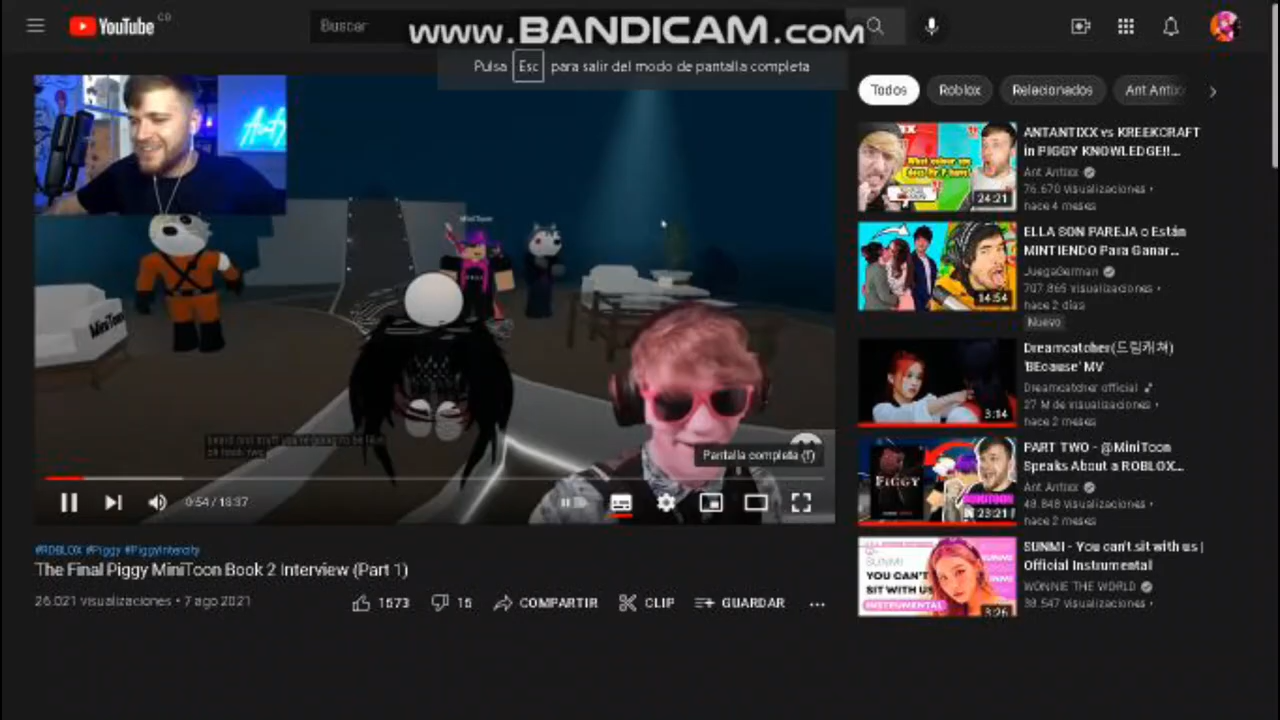 YouTube CO
Buscar
www.BANDICAM.com
Pulsa Esc para salir del modo de pantalla completa
Todos
Roblox
Relacionados
Ant Antixx
MiniToon
MiniToon
Pantalla completa (f)
0:54 / 18:37
#ROBLOX #Piggy #PiggyIntercity
The Final Piggy MiniToon Book 2 Interview (Part 1)
26.021 visualizaciones • 7 ago 2021
1573
15
COMPARTIR
CLIP
GUARDAR
24:21
ANTANTIXX vs KREEKCRAFT
in PIGGY KNOWLEDGE!!...
Ant Antixx
76.670 visualizaciones •
hace 4 meses
14:54
ELLA SON PAREJA o Están
MINTIENDO Para Ganar...
JuegaGerman
707.865 visualizaciones •
hace 2 días
Nuevo
3:14
Dreamcatcher(드림캐쳐)
'BEcause' MV
Dreamcatcher official
27 M de visualizaciones •
hace 2 meses
PIGGY
23:21
PART TWO - @MiniToon
Speaks About a ROBLOX...
Ant Antixx
48.848 visualizaciones •
hace 2 meses
SUNMI
YOU CAN'T
SIT WITH US
INSTRUMENTAL
3:26
SUNMI - You can't sit with us |
Official Instrumental
WONNIE THE WORLD
38.547 visualizaciones •